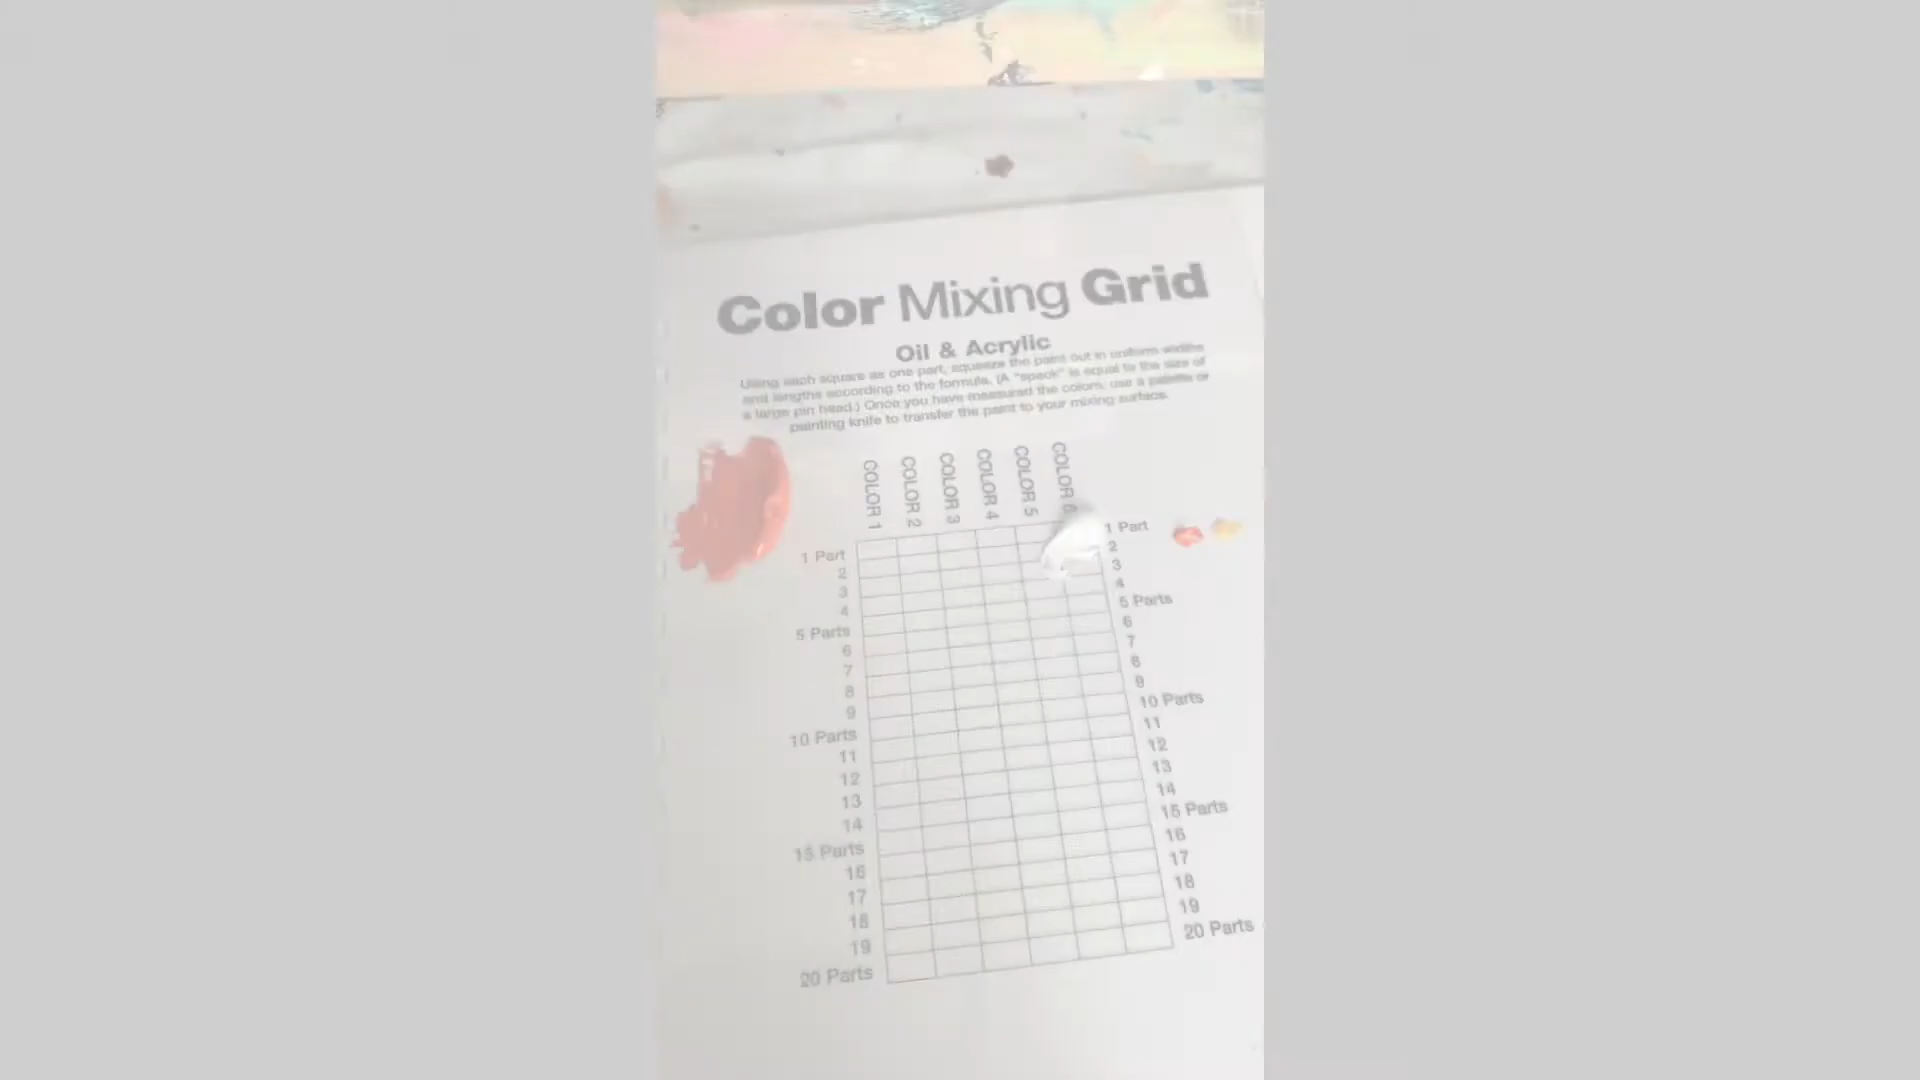 Color Mixing Grid
Oil & Acrylic
Using each square as one part, squeeze the paint out in uniform widths
and lengths according to the formula. (A "speck" is equal to the size of
a large pin head.) Once you have measured the colors, use a palette or
painting knife to transfer the paint to your mixing surface.
COLOR 1
COLOR 2
COLOR 3
COLOR 4
COLOR 5
COLOR 6
1 Part
2
3
4
5 Parts
6
7
8
9
10 Parts
11
12
13
14
15 Parts
16
17
18
19
20 Parts
1 Part
2
3
4
5 Parts
6
7
8
9
10 Parts
11
12
13
14
15 Parts
16
17
18
19
20 Parts